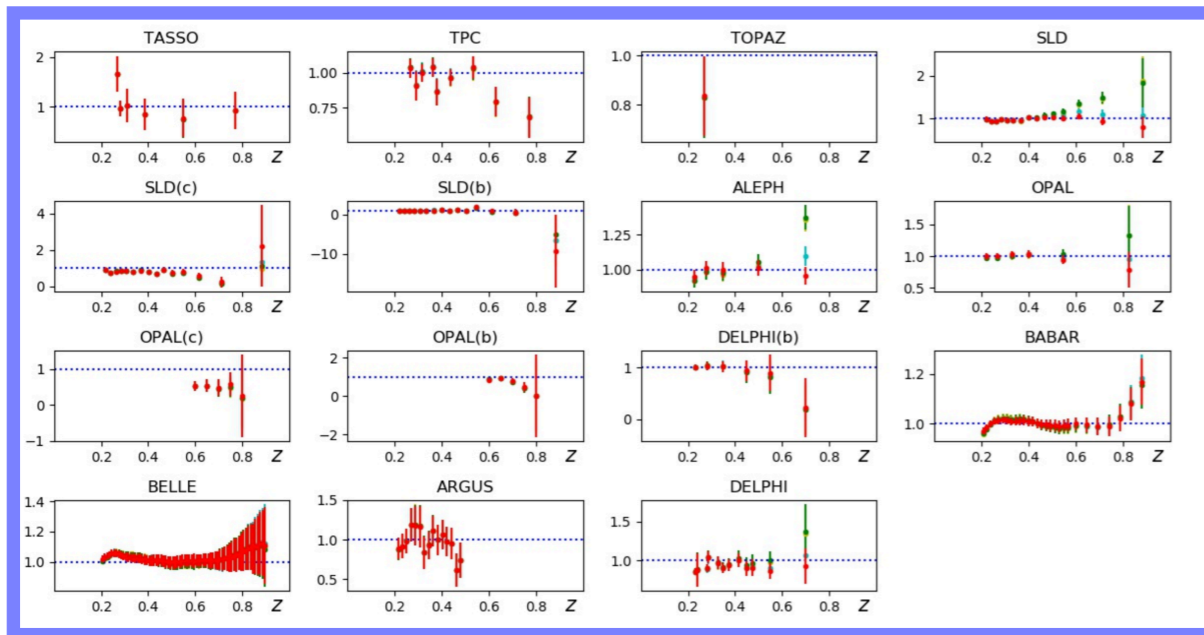 TASSO TPC TOPAZ SLD
2 1
1.00 0.75
1.0 0.8
2 1
0.2 0.4 0.6 0.8 Z 0.2 0.4 0.6 0.8 Z 0.2 0.4 0.6 0.8 Z 0.2 0.4 0.6 0.8 Z
SLD(c) SLD(b) ALEPH OPAL
4 2 0
0 −10
1.25 1.00
1.5 1.0 0.5
0.2 0.4 0.6 0.8 Z 0.2 0.4 0.6 0.8 Z 0.2 0.4 0.6 0.8 Z 0.2 0.4 0.6 0.8 Z
OPAL(c) OPAL(b) DELPHI(b) BABAR
1 0 −1
2 0 −2
1 0
1.2 1.0
0.2 0.4 0.6 0.8 Z 0.2 0.4 0.6 0.8 Z 0.2 0.4 0.6 0.8 Z 0.2 0.4 0.6 0.8 Z
BELLE ARGUS DELPHI
1.4 1.2 1.0
1.5 1.0 0.5
1.5 1.0
0.2 0.4 0.6 0.8 Z 0.2 0.4 0.6 0.8 Z 0.2 0.4 0.6 0.8 Z